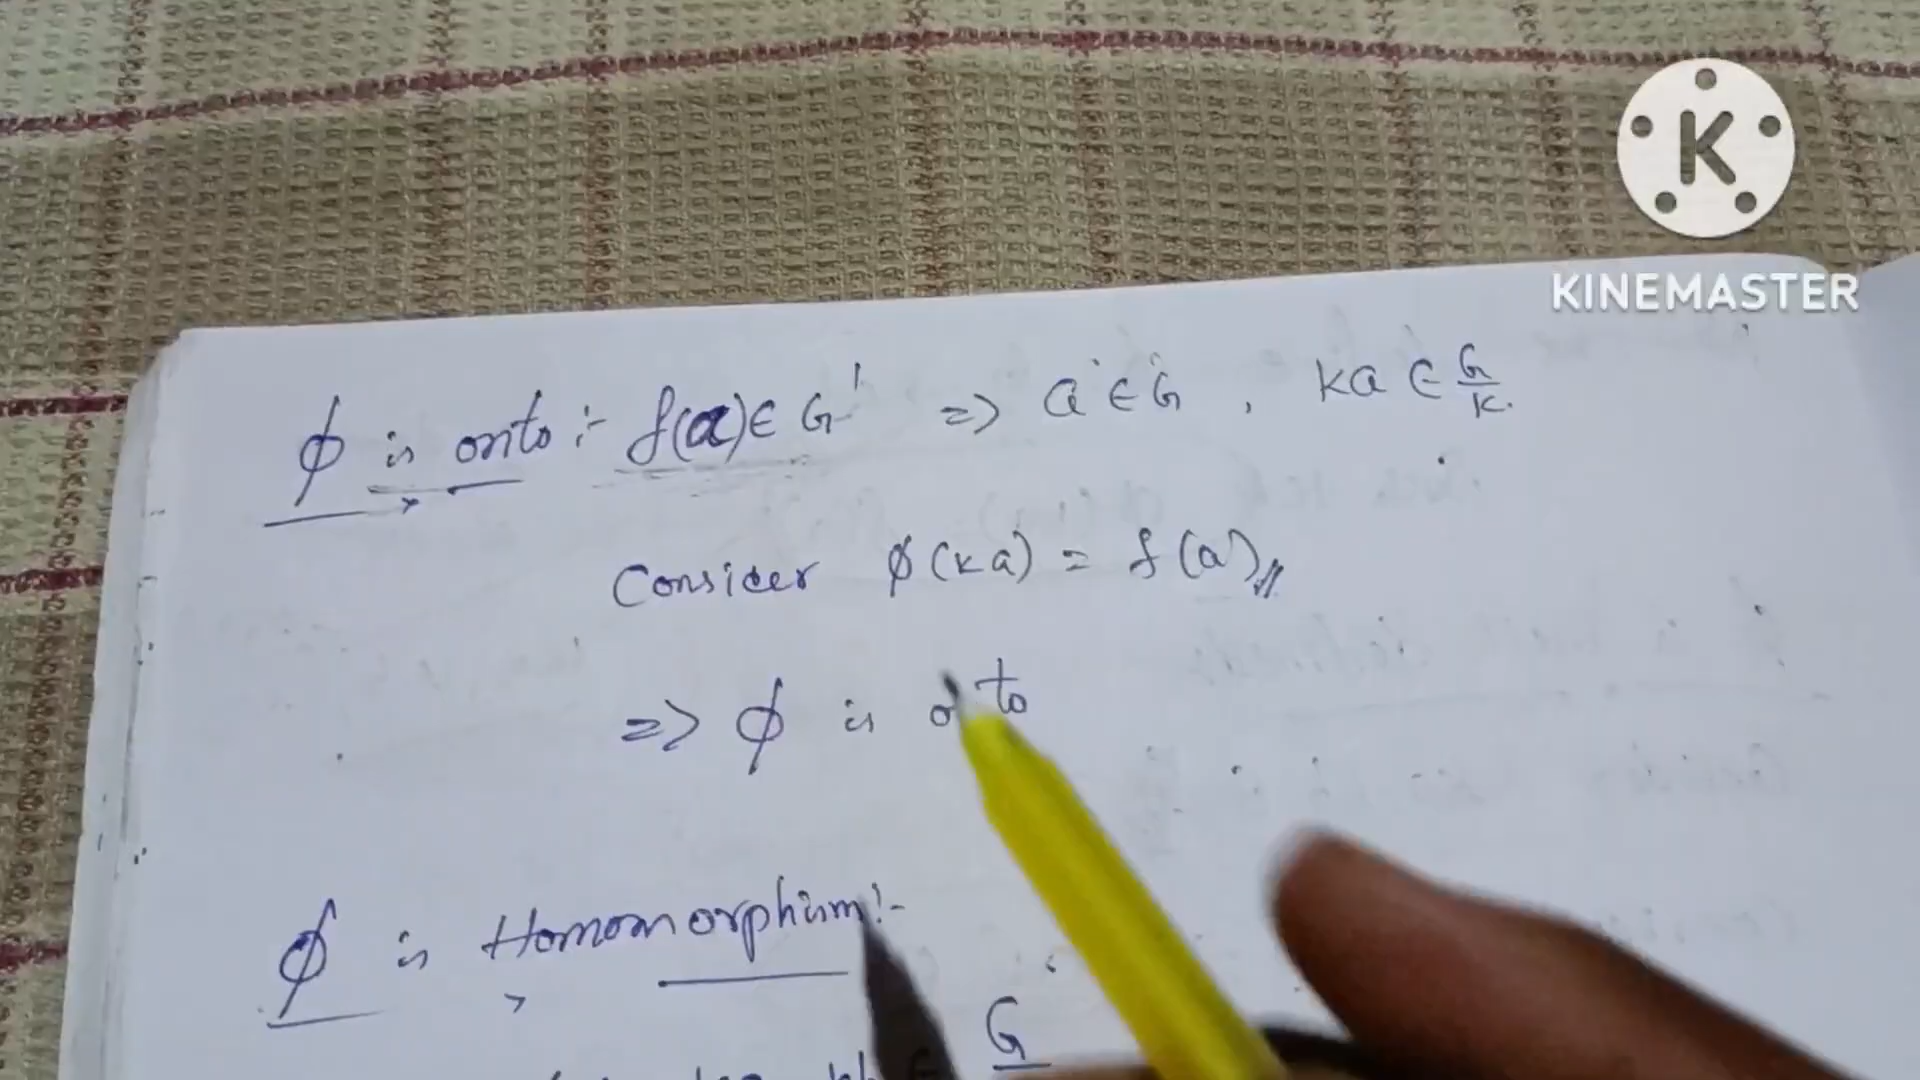 K
KINEMASTER
ϕ is onto :- f(a) ∈ G' => a ∈ G , ka ∈ G/K.
Consider ϕ(ka) = f(a)
=> ϕ is onto
ϕ is Homomorphism:-
G